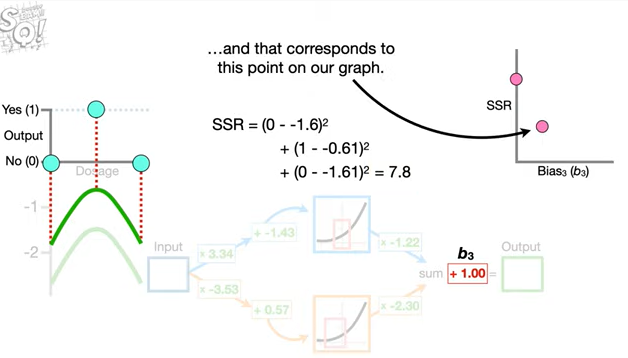 SQ!
...and that corresponds to
this point on our graph.
Yes (1)
Output
No (0)
Dosage
-1
-2
SSR = (0 - -1.6)²
+ (1 - -0.61)²
+ (0 - -1.61)² = 7.8
SSR
Bias₃ (b₃)
Input
× 3.34
+ -1.43
× -1.22
× -3.53
+ 0.57
× -2.30
b₃
sum + 1.00 =
Output